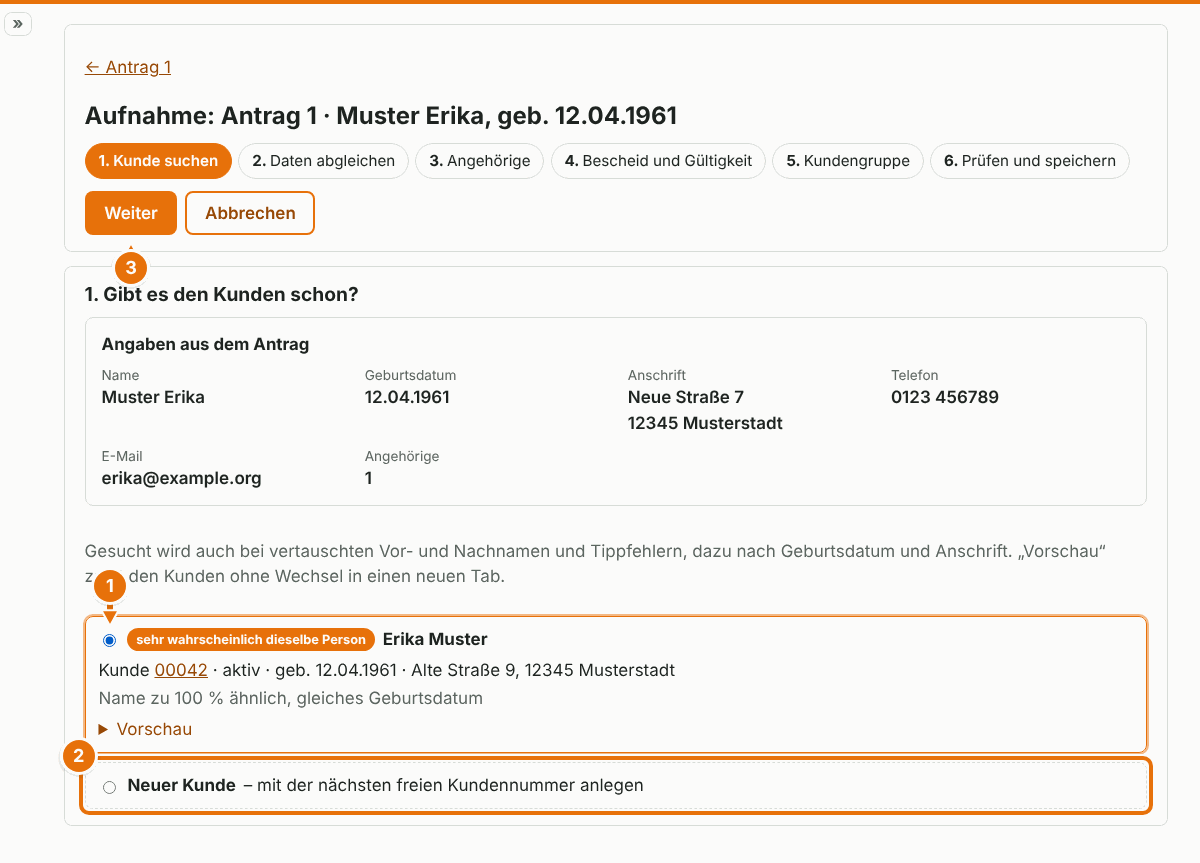 »
← Antrag 1
Aufnahme: Antrag 1 · Muster Erika, geb. 12.04.1961
1. Kunde suchen 2. Daten abgleichen 3. Angehörige 4. Bescheid und Gültigkeit 5. Kundengruppe 6. Prüfen und speichern
Weiter Abbrechen
3
1. Gibt es den Kunden schon?
Angaben aus dem Antrag
Name Geburtsdatum Anschrift Telefon
Muster Erika 12.04.1961 Neue Straße 7 0123 456789
12345 Musterstadt
E-Mail Angehörige
erika@example.org 1
Gesucht wird auch bei vertauschten Vor- und Nachnamen und Tippfehlern, dazu nach Geburtsdatum und Anschrift. „Vorschau“
den Kunden ohne Wechsel in einen neuen Tab.
1
sehr wahrscheinlich dieselbe Person Erika Muster
Kunde 00042 · aktiv · geb. 12.04.1961 · Alte Straße 9, 12345 Musterstadt
Name zu 100 % ähnlich, gleiches Geburtsdatum
Vorschau
2
Neuer Kunde – mit der nächsten freien Kundennummer anlegen